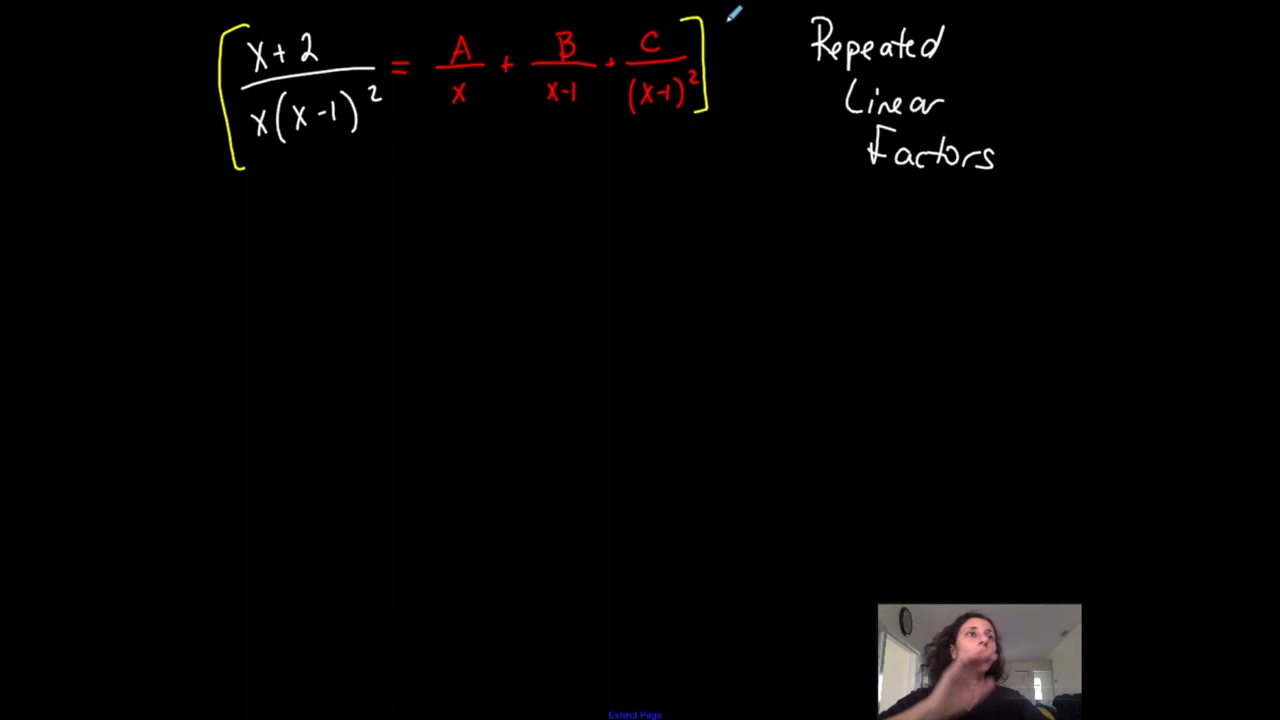 [ x+2 / x(x-1)^2 = A / x + B / x-1 + C / (x-1)^2 ]
Repeated
Linear
Factors
Extend Page